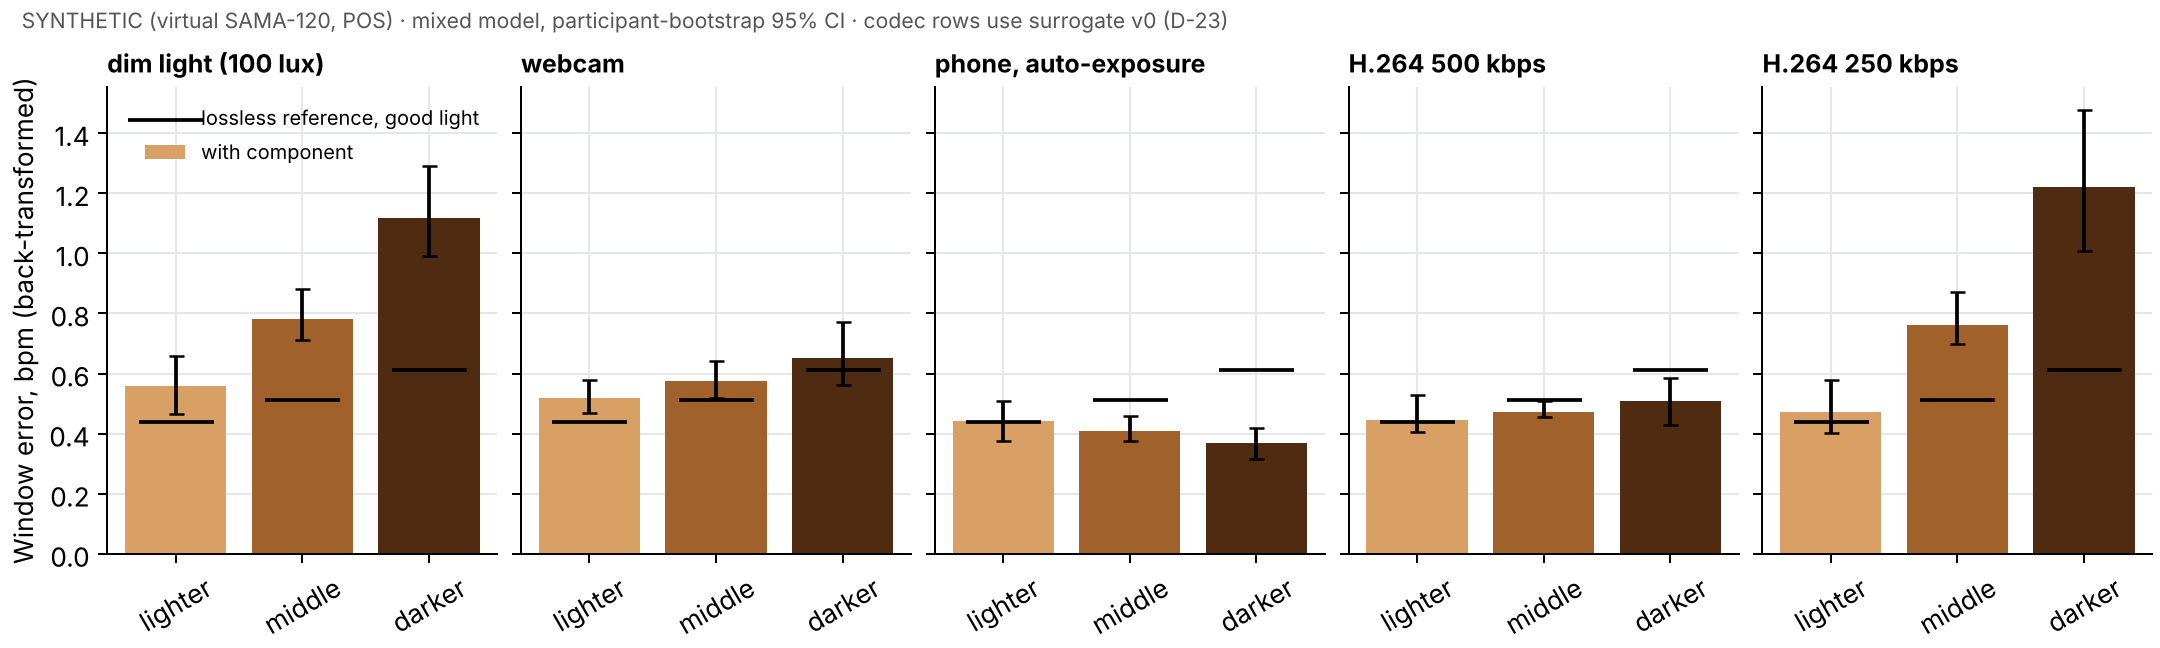 SYNTHETIC (virtual SAMA-120, POS) · mixed model, participant-bootstrap 95% CI · codec rows use surrogate v0 (D-23)
dim light (100 lux)
webcam
phone, auto-exposure
H.264 500 kbps
H.264 250 kbps
Window error, bpm (back-transformed)
lossless reference, good light
with component
1.4
1.2
1.0
0.8
0.6
0.4
0.2
0.0
lighter
middle
darker
lighter
middle
darker
lighter
middle
darker
lighter
middle
darker
lighter
middle
darker